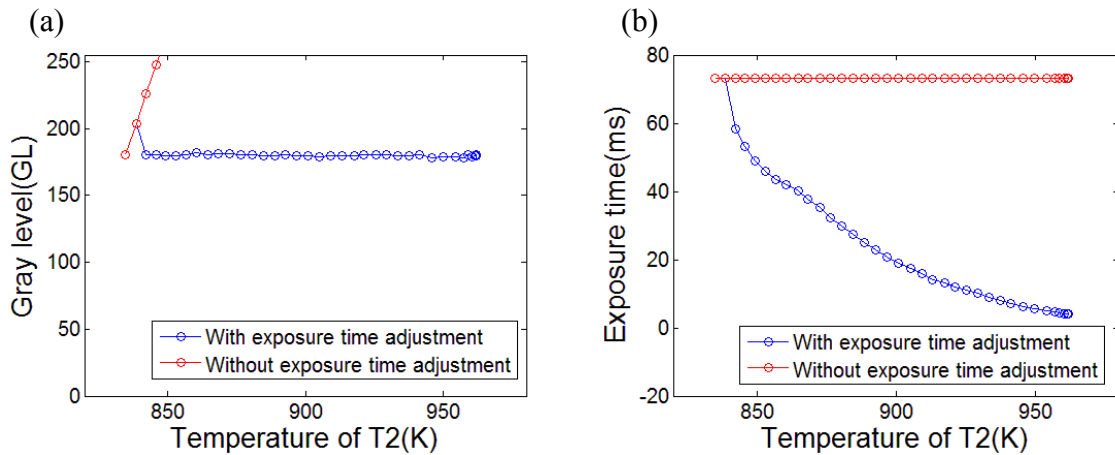 (a)
250
200
150
100
50
0
Gray level(GL)
With exposure time adjustment
Without exposure time adjustment
850
900
950
Temperature of T2(K)
(b)
80
60
40
20
0
-20
Exposure time(ms)
With exposure time adjustment
Without exposure time adjustment
850
900
950
Temperature of T2(K)